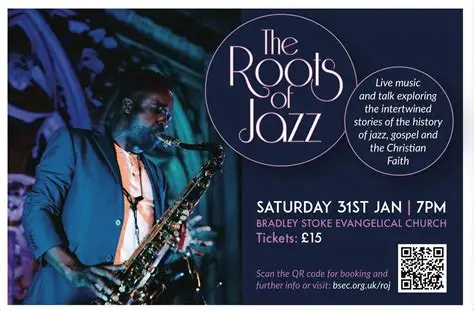 The
Roots
of
Jazz
Live music
and talk exploring
the intertwined
stories of the history
of jazz, gospel and
the Christian
Faith
SATURDAY 31ST JAN | 7PM
BRADLEY STOKE EVANGELICAL CHURCH
Tickets: £15
Scan the QR code for booking and
further info or visit: bsec.org.uk/roj